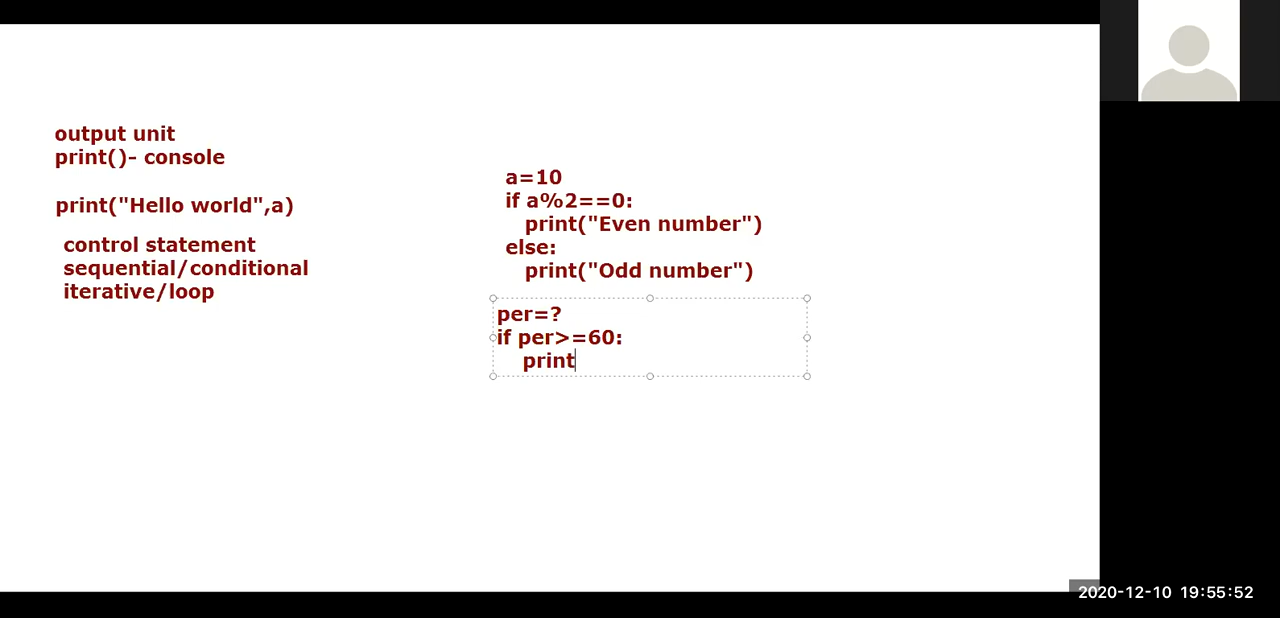 output unit
print()- console
print("Hello world",a)
control statement
sequential/conditional
iterative/loop
a=10
if a%2==0:
print("Even number")
else:
print("Odd number")
per=?
if per>=60:
print
2020-12-10 19:55:52